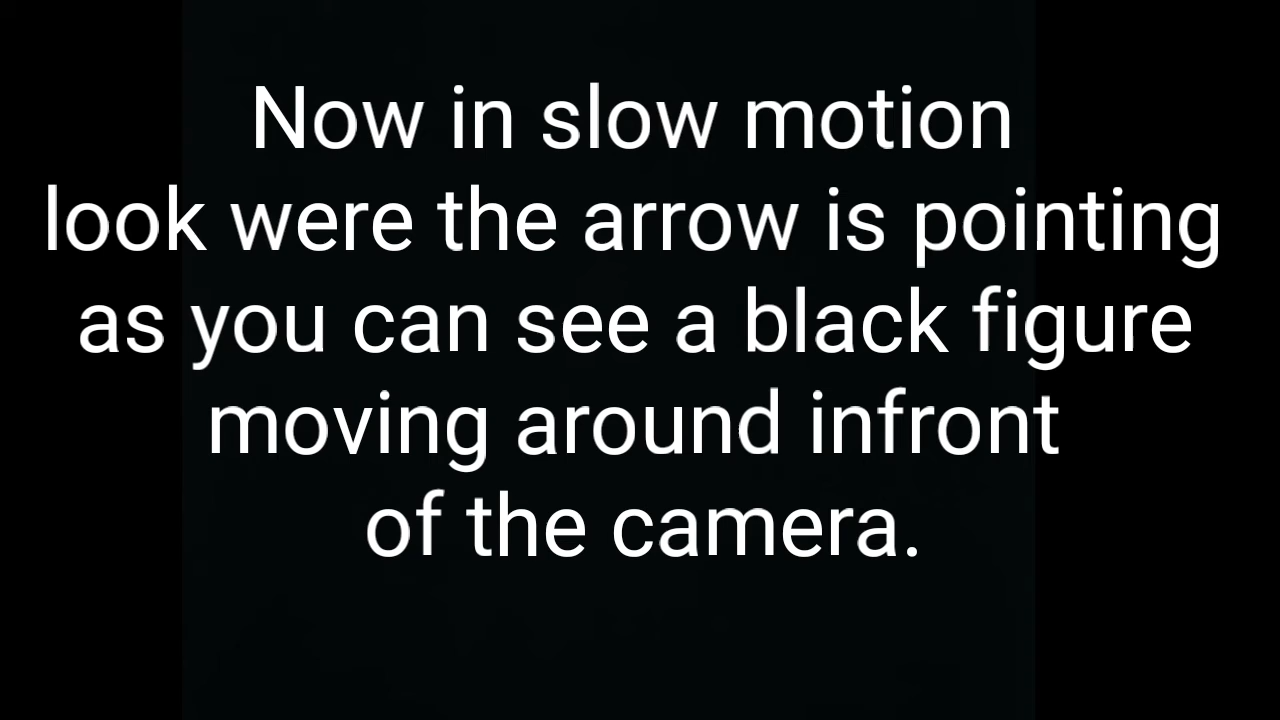 Now in slow motion
look were the arrow is pointing
as you can see a black figure
moving around infront
of the camera.